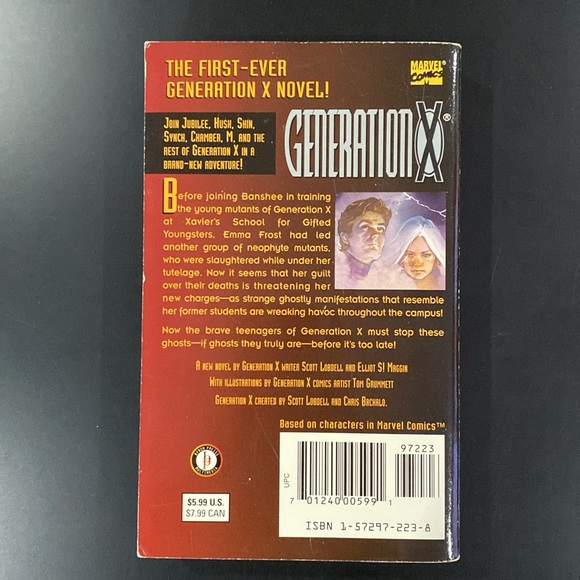 THE FIRST-EVER
GENERATION X NOVEL!
MARVEL®
COMICS
JOIN JUBILEE, HUSK, SKIN,
SYNCH, CHAMBER, M, AND THE
REST OF GENERATION X IN A
BRAND-NEW ADVENTURE!
GENERATION X®
Before joining Banshee in training
the young mutants of Generation X
at Xavier's School for Gifted
Youngsters, Emma Frost had led
another group of neophyte mutants,
who were slaughtered while under her
tutelage. Now it seems that her guilt
over their deaths is threatening her
new charges—as strange ghostly manifestations that resemble
her former students are wreaking havoc throughout the campus!
Now the brave teenagers of Generation X must stop these
ghosts—if ghosts they truly are—before it's too late!
A NEW NOVEL BY GENERATION X WRITER SCOTT LOBDELL AND ELLIOT S! MAGGIN
WITH ILLUSTRATIONS BY GENERATION X COMICS ARTIST TOM GRUMMETT
GENERATION X CREATED BY SCOTT LOBDELL AND CHRIS BACHALO.
Based on characters in Marvel Comics™
97223
UPC
7 01240 00599 1
ISBN 1-57297-223-8
$5.99 U.S.
$7.99 CAN